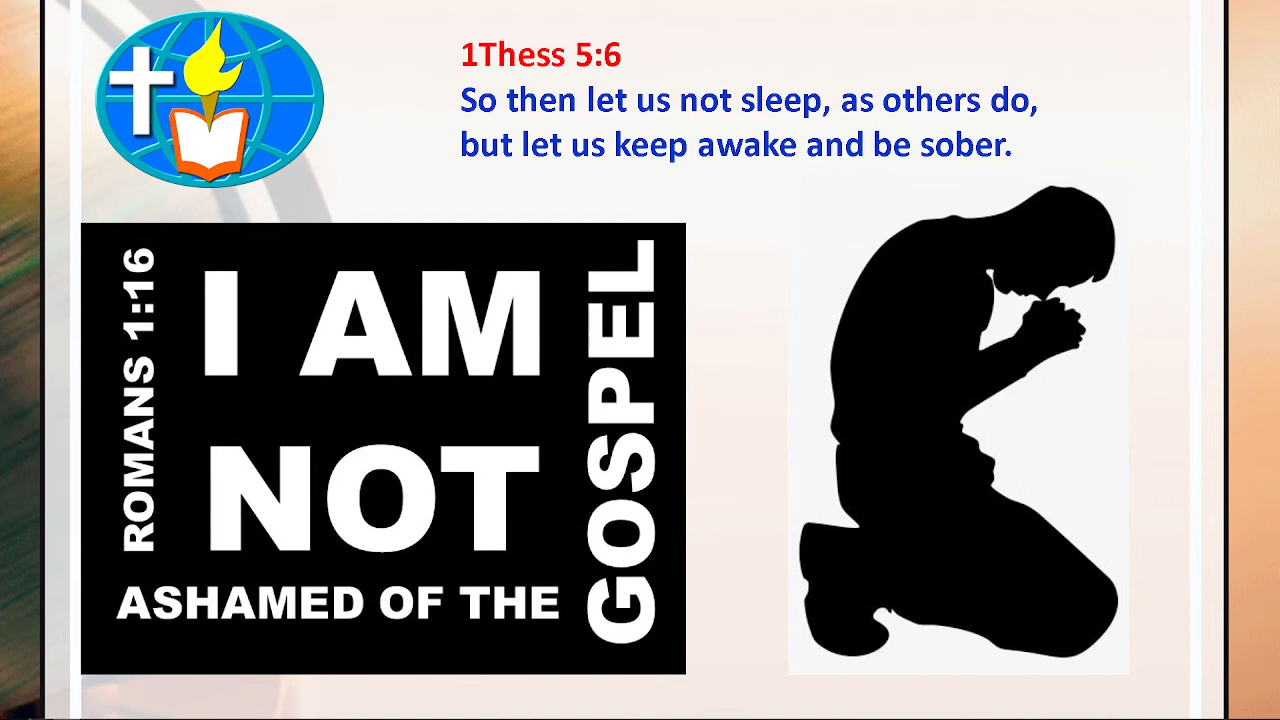 1Thess 5:6
So then let us not sleep, as others do,
but let us keep awake and be sober.
ROMANS 1:16
I AM
NOT
ASHAMED OF THE
GOSPEL